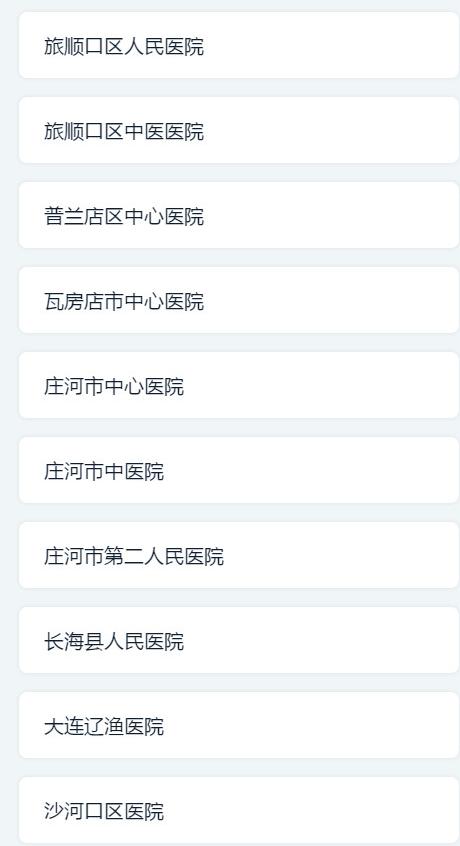 旅顺口区人民医院
旅顺口区中医医院
普兰店区中心医院
瓦房店市中心医院
庄河市中心医院
庄河市中医院
庄河市第二人民医院
长海县人民医院
大连辽渔医院
沙河口区医院